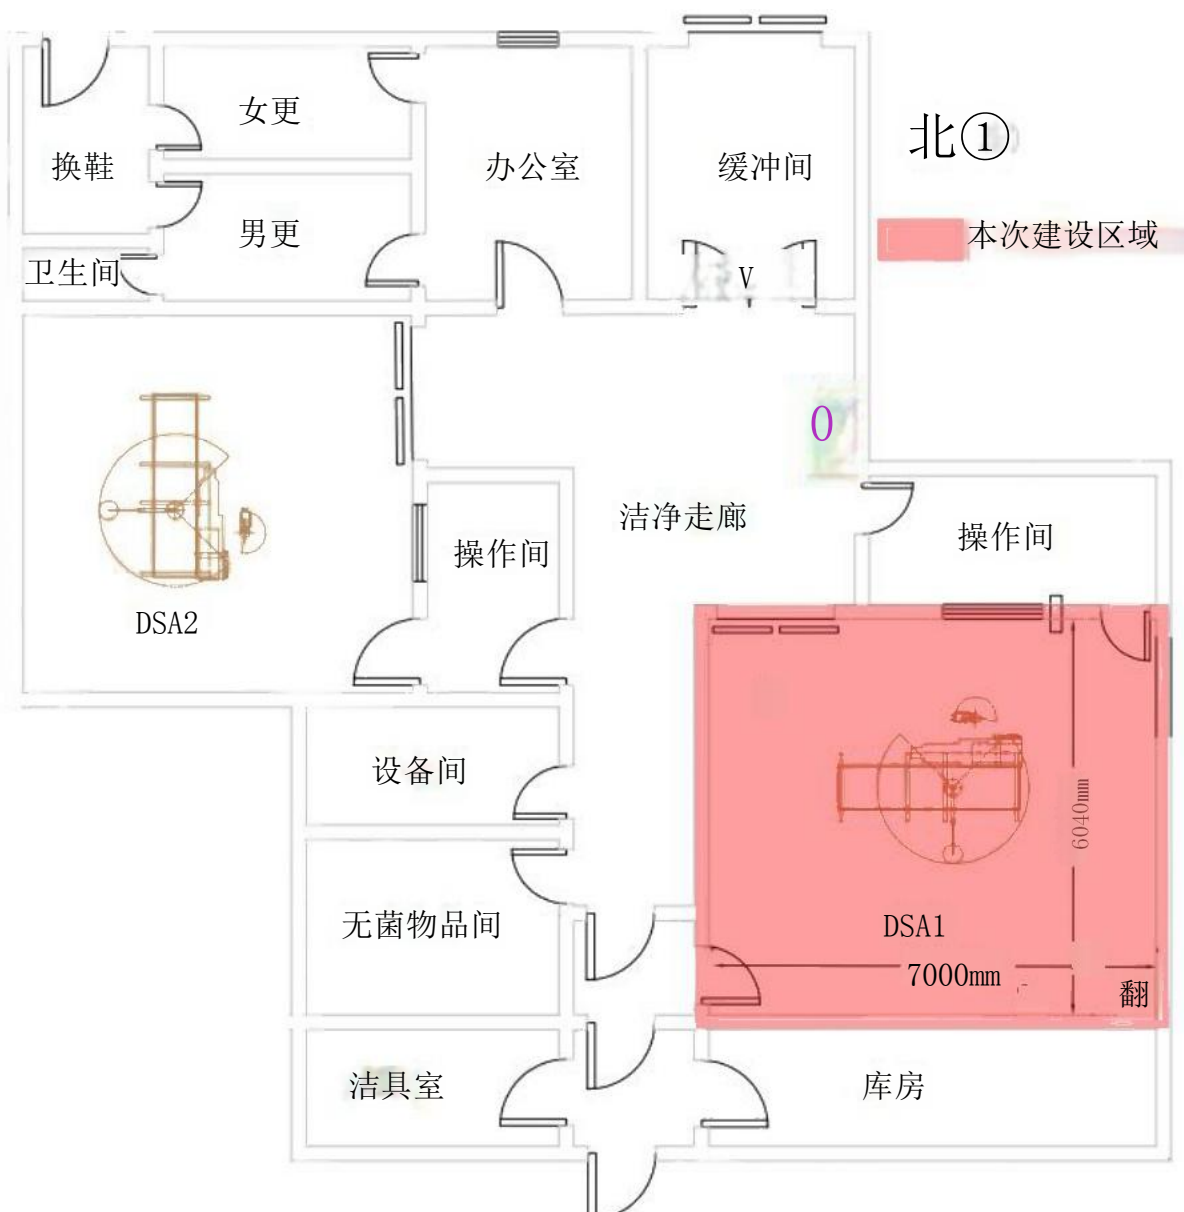 女更
北①
换鞋
办公室
缓冲间
男更
本次建设区域
卫生间
V
0
洁净走廊
操作间
操作间
DSA2
设备间
6040mm
无菌物品间
DSA1
7000mm
翻
洁具室
库房